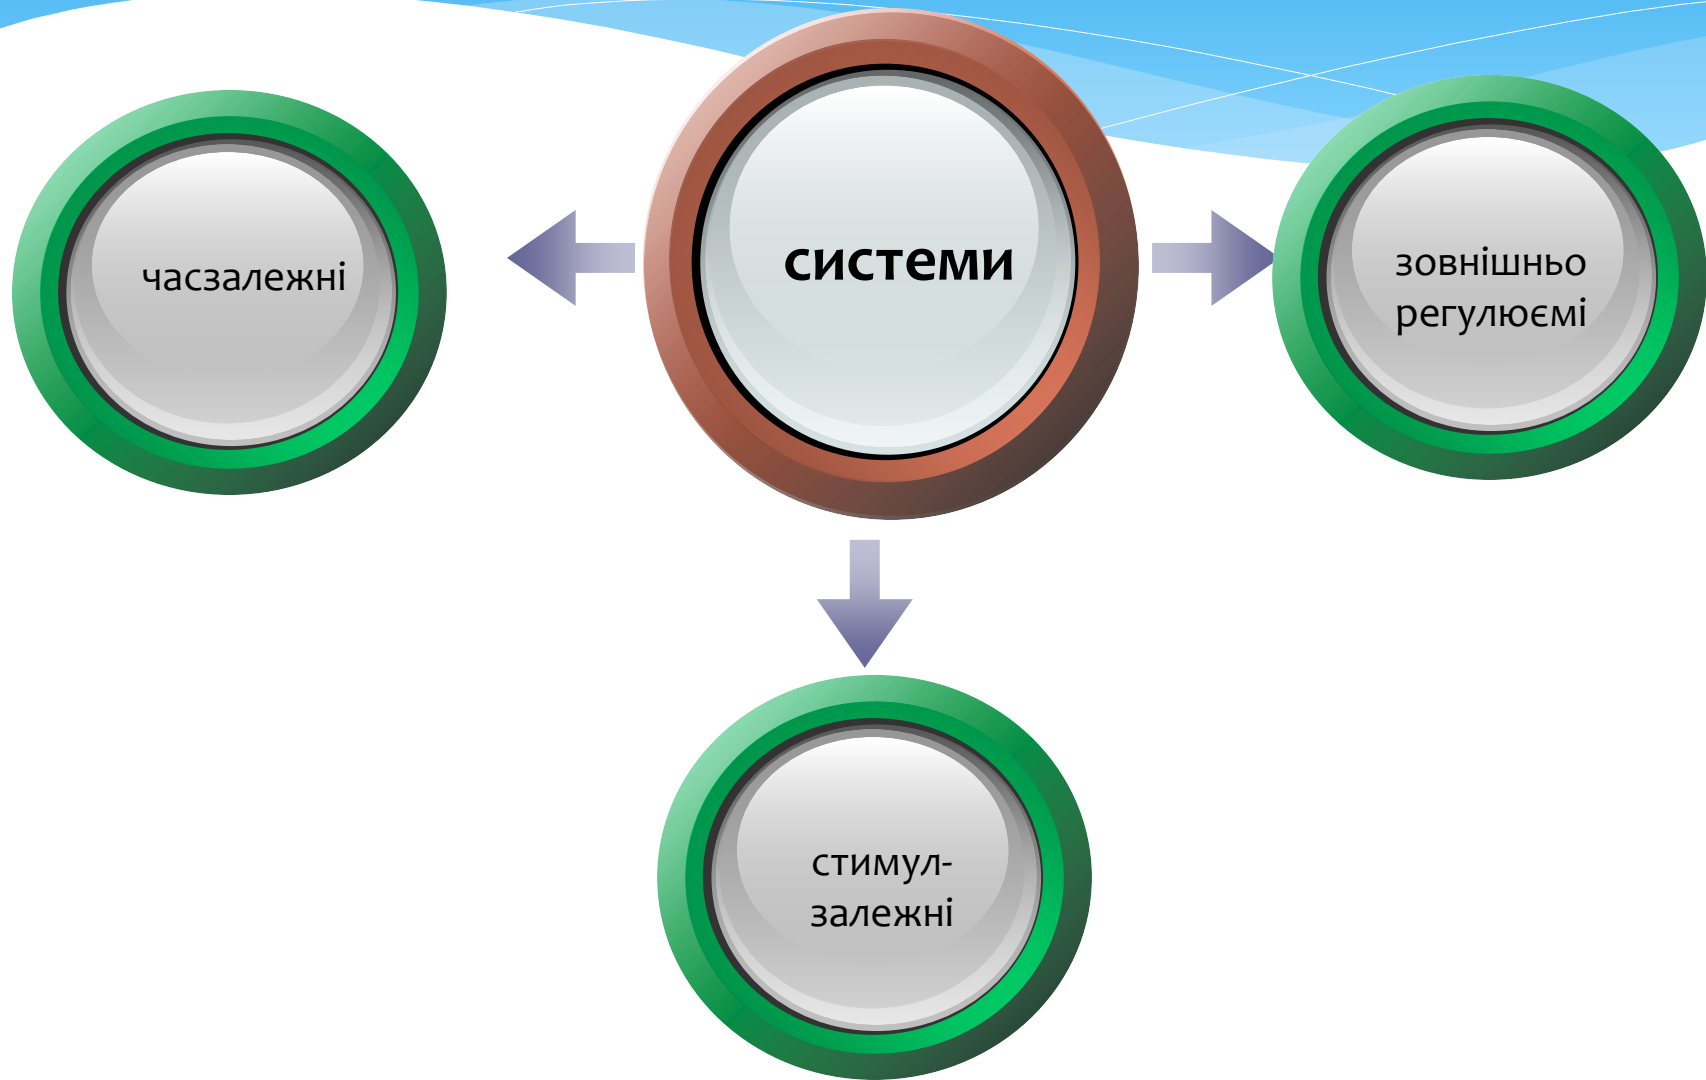 системи
часзалежні
зовнішньо
регулюємі
стимул-
залежні